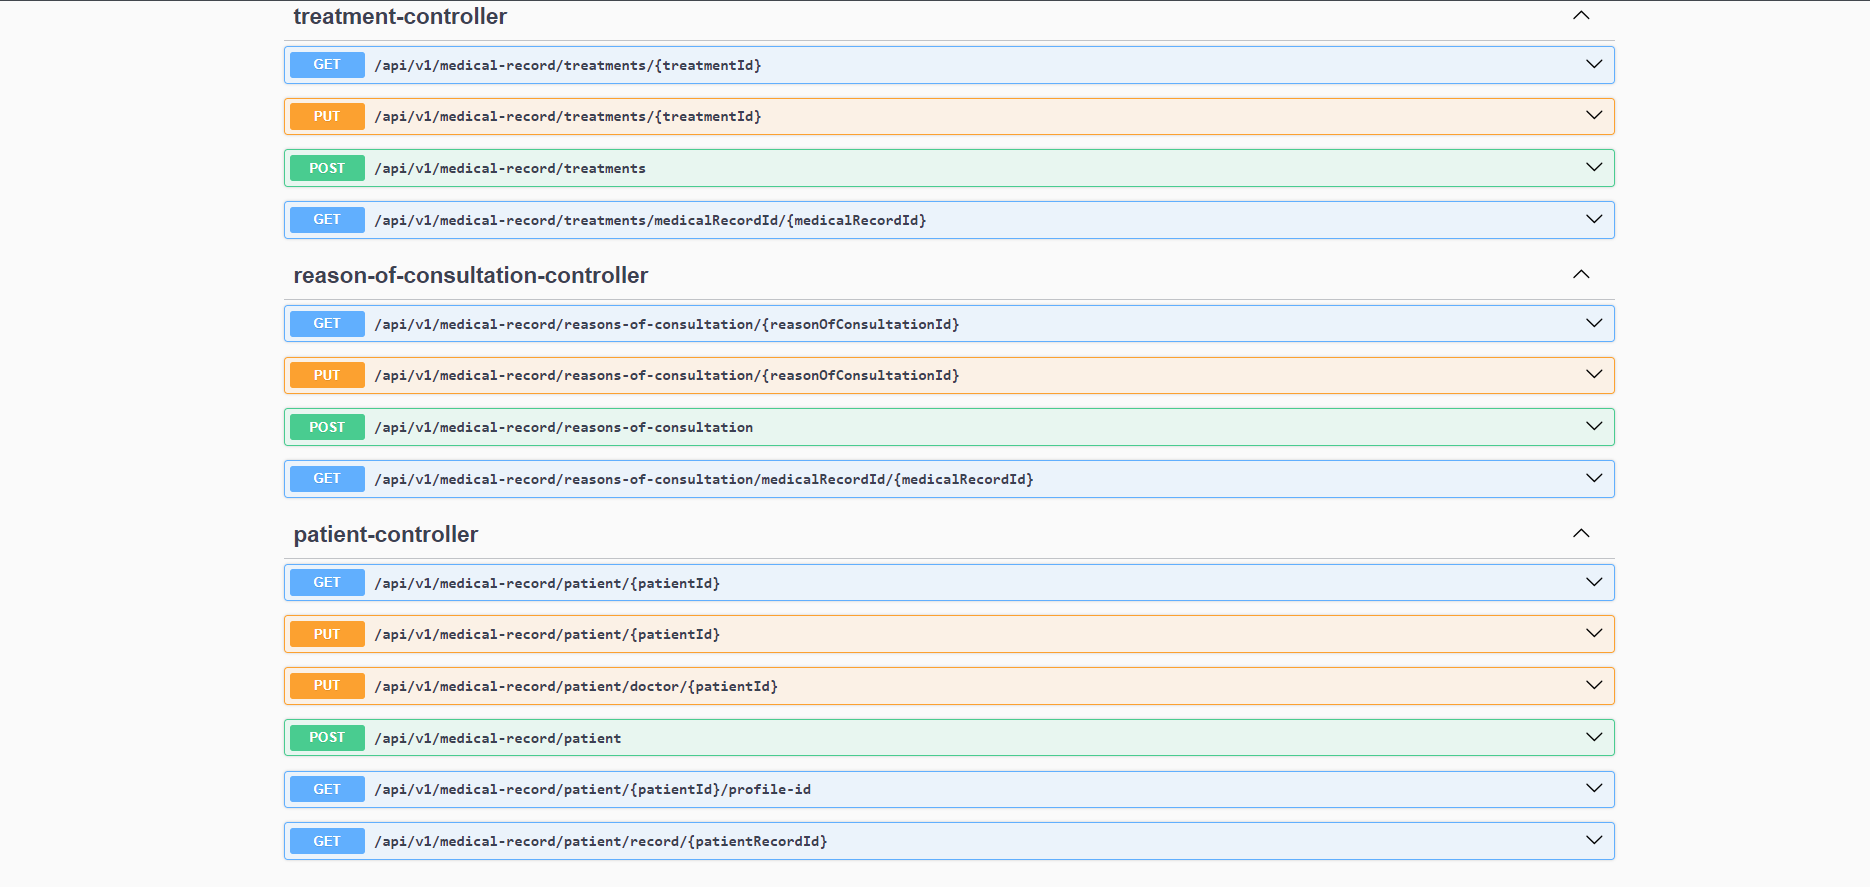 treatment-controller
GET /api/v1/medical-record/treatments/{treatmentId}
PUT /api/v1/medical-record/treatments/{treatmentId}
POST /api/v1/medical-record/treatments
GET /api/v1/medical-record/treatments/medicalRecordId/{medicalRecordId}
reason-of-consultation-controller
GET /api/v1/medical-record/reasons-of-consultation/{reasonOfConsultationId}
PUT /api/v1/medical-record/reasons-of-consultation/{reasonOfConsultationId}
POST /api/v1/medical-record/reasons-of-consultation
GET /api/v1/medical-record/reasons-of-consultation/medicalRecordId/{medicalRecordId}
patient-controller
GET /api/v1/medical-record/patient/{patientId}
PUT /api/v1/medical-record/patient/{patientId}
PUT /api/v1/medical-record/patient/doctor/{patientId}
POST /api/v1/medical-record/patient
GET /api/v1/medical-record/patient/{patientId}/profile-id
GET /api/v1/medical-record/patient/record/{patientRecordId}